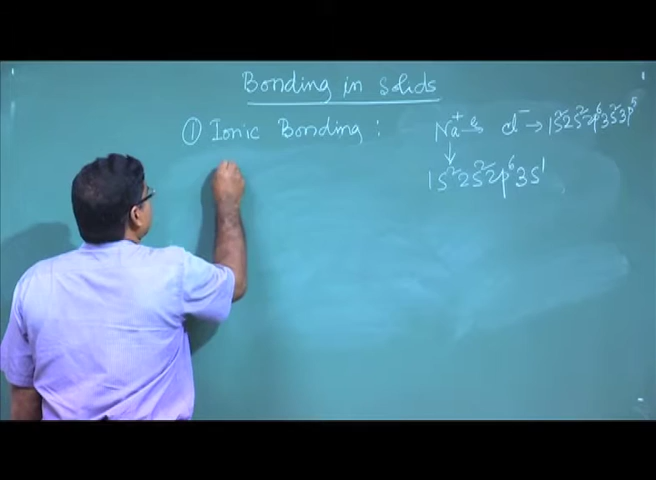 Bonding in solids
① Ionic Bonding :
Na⁺ e⁻→ Cl⁻ → 1s²2s²2p⁶3s²3p⁵
↓
1s²2s²2p⁶3s¹